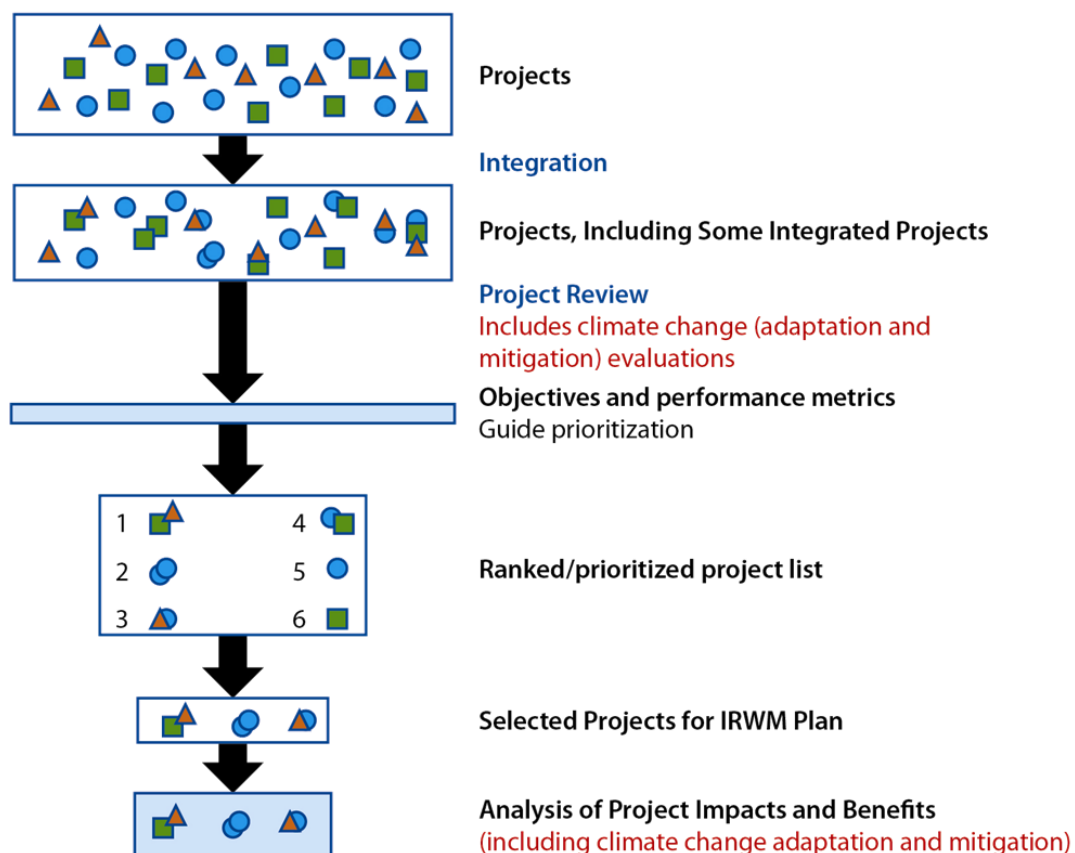 Projects
Integration
Projects, Including Some Integrated Projects
Project Review
Includes climate change (adaptation and
mitigation) evaluations
Objectives and performance metrics
Guide prioritization
1
4
2
5
3
6
Ranked/prioritized project list
Selected Projects for IRWM Plan
Analysis of Project Impacts and Benefits
(including climate change adaptation and mitigation)